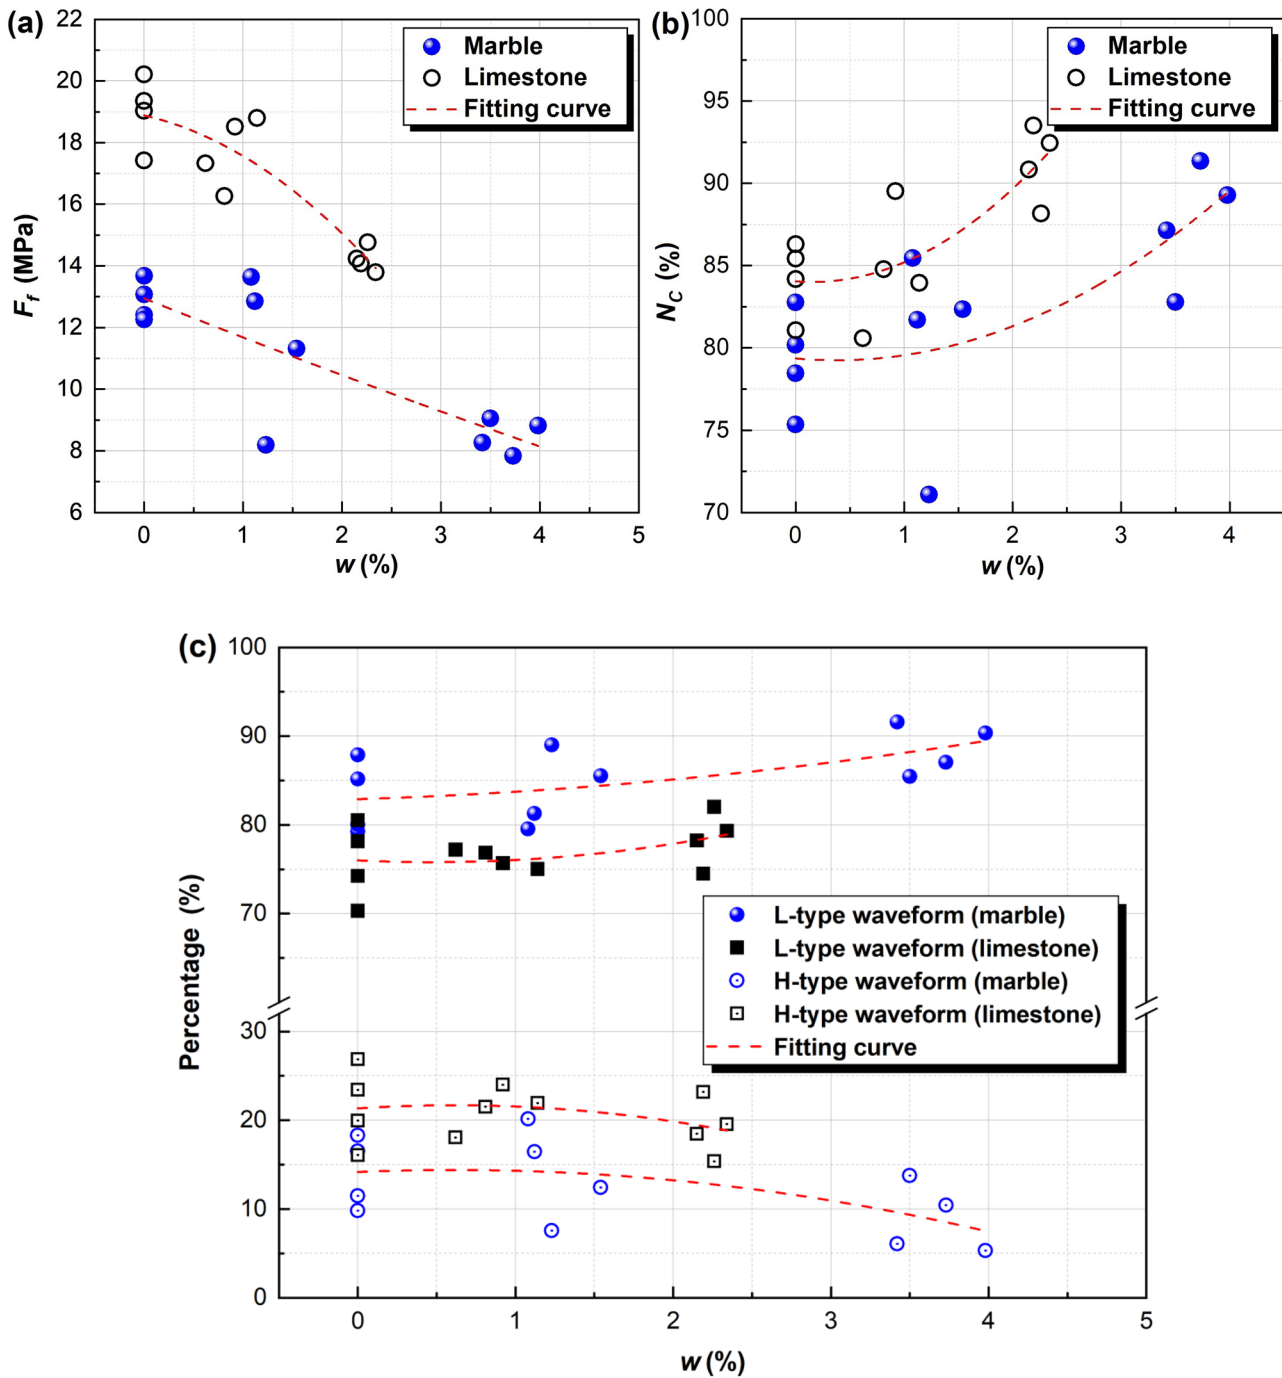 (a)
22
20
18
16
14
12
10
8
6
F_f (MPa)
Marble
Limestone
Fitting curve
0 1 2 3 4 5
w (%)
(b)
100
95
90
85
80
75
70
N_C (%)
Marble
Limestone
Fitting curve
0 1 2 3 4
w (%)
(c)
100
90
80
70
30
20
10
0
Percentage (%)
L-type waveform (marble)
L-type waveform (limestone)
H-type waveform (marble)
H-type waveform (limestone)
Fitting curve
0 1 2 3 4 5
w (%)